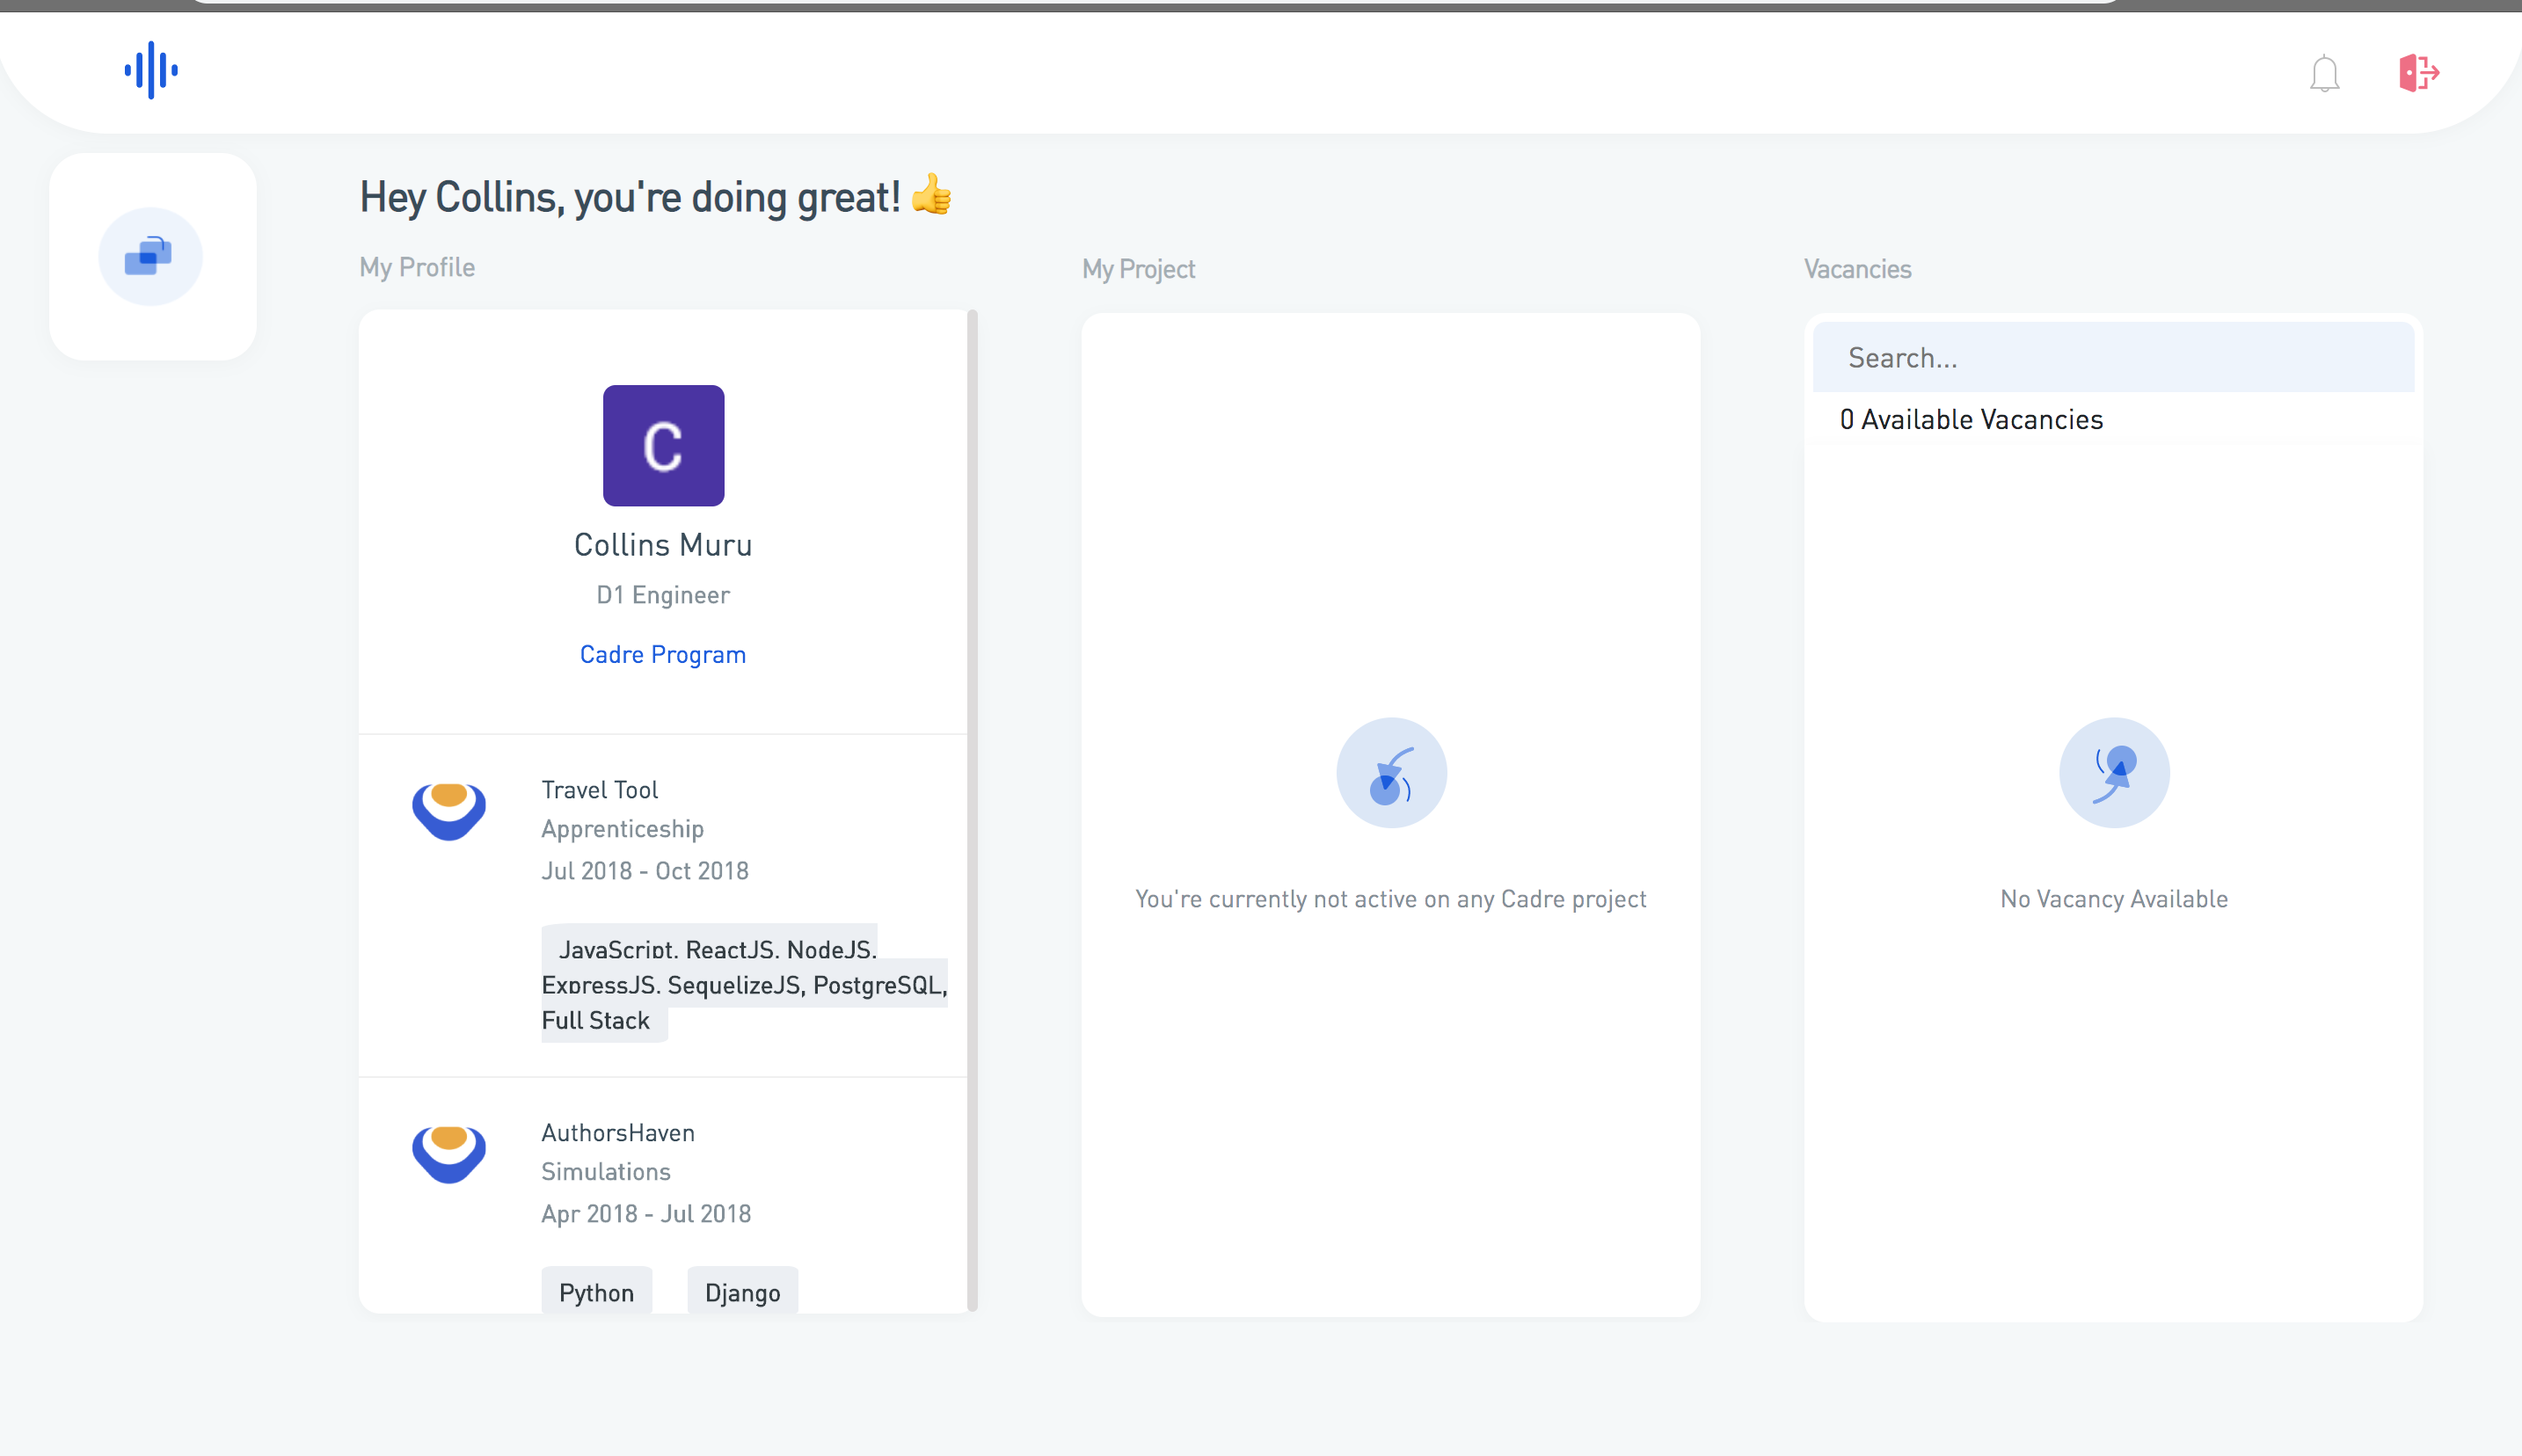 Hey Collins, you're doing great! 👍
My Profile
C
Collins Muru
D1 Engineer
Cadre Program
Travel Tool
Apprenticeship
Jul 2018 - Oct 2018
JavaScript, ReactJS, NodeJS,
ExpressJS, SequelizeJS, PostgreSQL,
Full Stack
AuthorsHaven
Simulations
Apr 2018 - Jul 2018
Python Django
My Project
You're currently not active on any Cadre project
Vacancies
Search...
0 Available Vacancies
No Vacancy Available